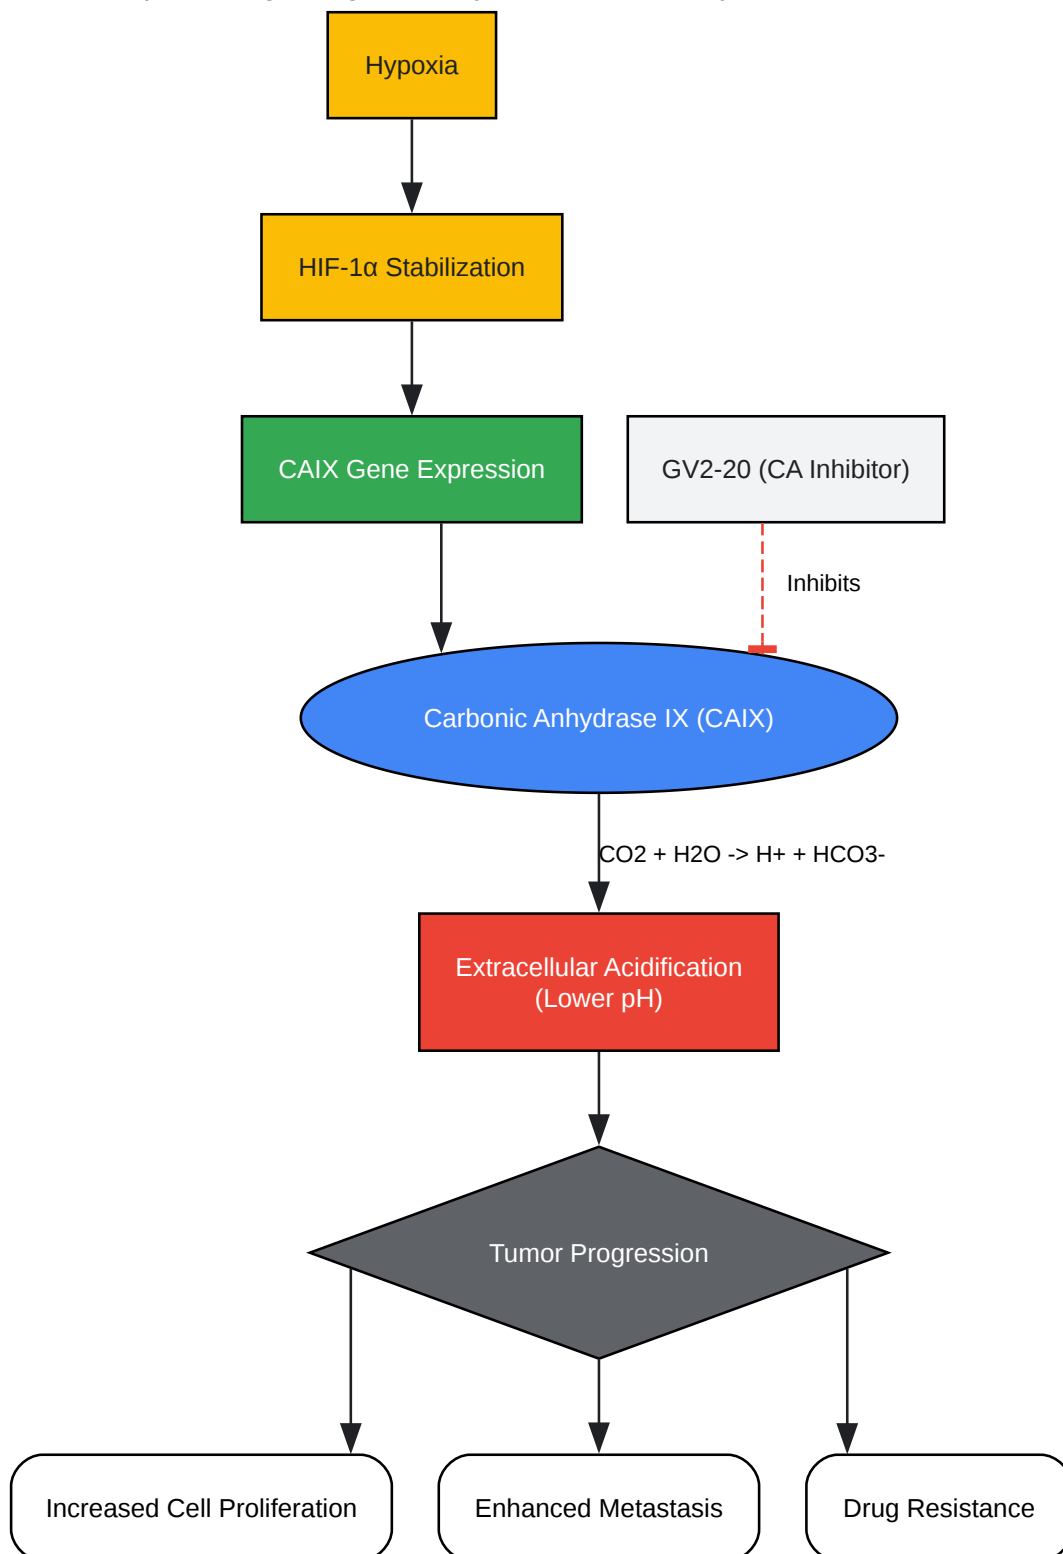 Hypoxia
HIF-1α Stabilization
CAIX Gene Expression
GV2-20 (CA Inhibitor)
Inhibits
Carbonic Anhydrase IX (CAIX)
CO2 + H2O -> H+ + HCO3-
Extracellular Acidification
(Lower pH)
Tumor Progression
Increased Cell Proliferation
Enhanced Metastasis
Drug Resistance